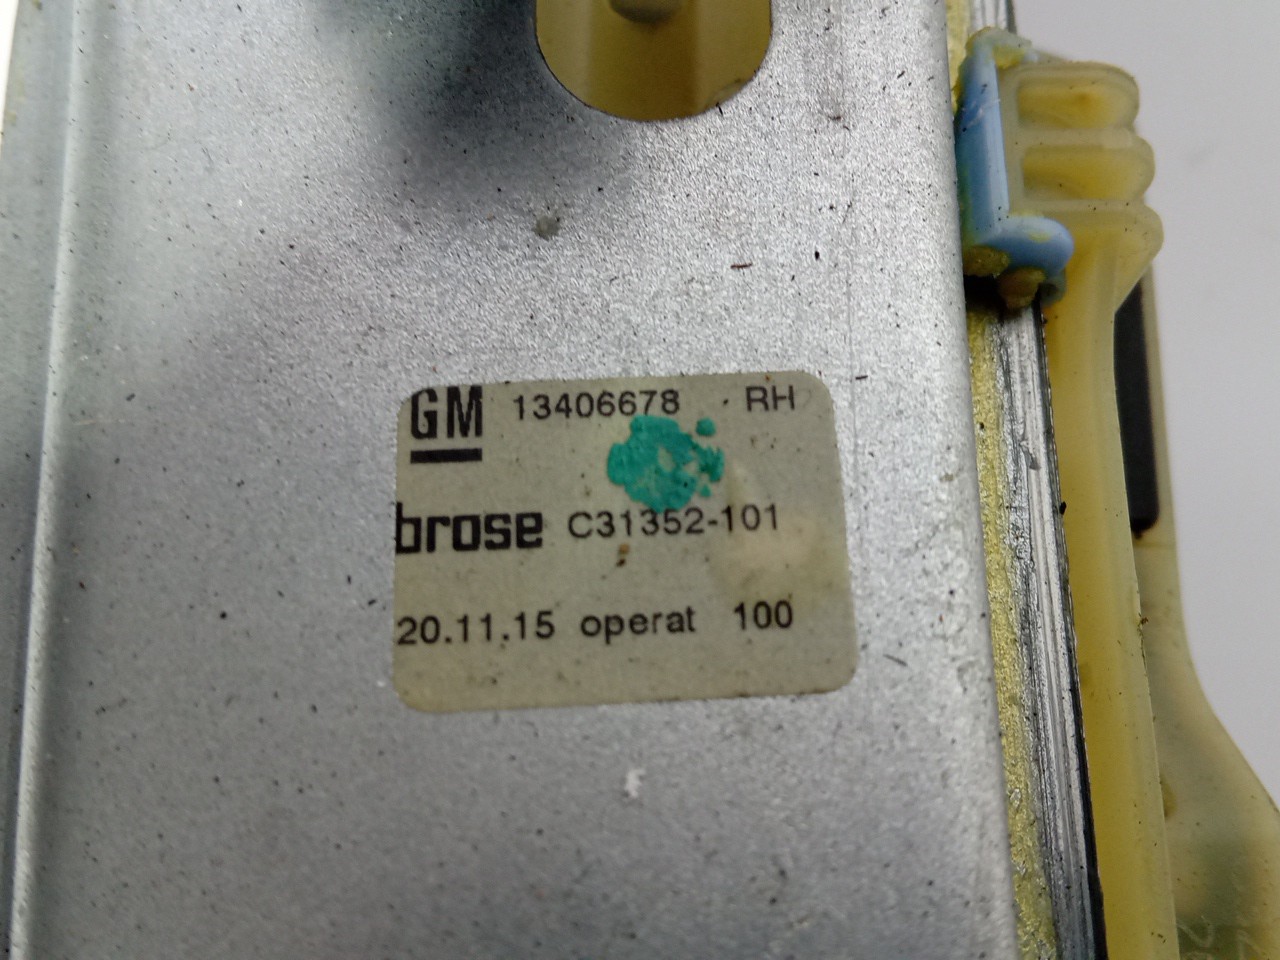 GM 13406678 RH
brose C31352-101
20.11.15 operat 100